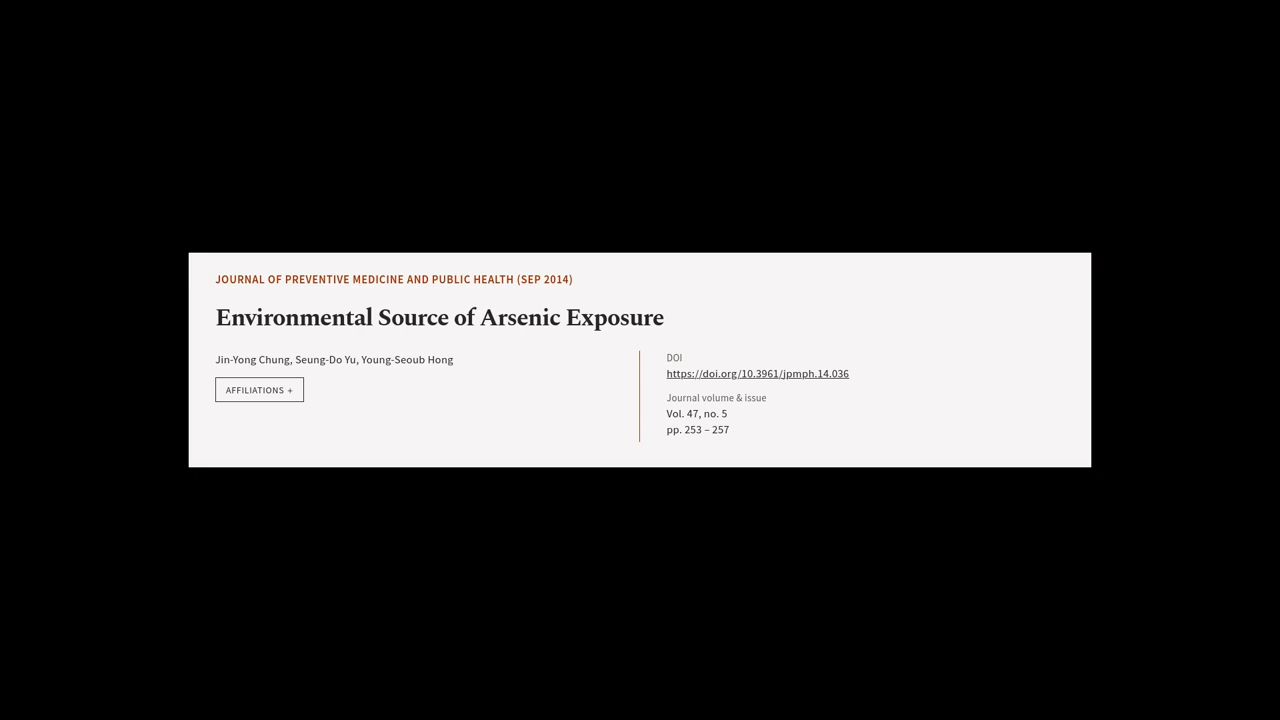 JOURNAL OF PREVENTIVE MEDICINE AND PUBLIC HEALTH (SEP 2014)
Environmental Source of Arsenic Exposure
Jin-Yong Chung, Seung-Do Yu, Young-Seoub Hong
AFFILIATIONS +
DOI
https://doi.org/10.3961/jpmph.14.036
Journal volume & issue
Vol. 47, no. 5
pp. 253 – 257